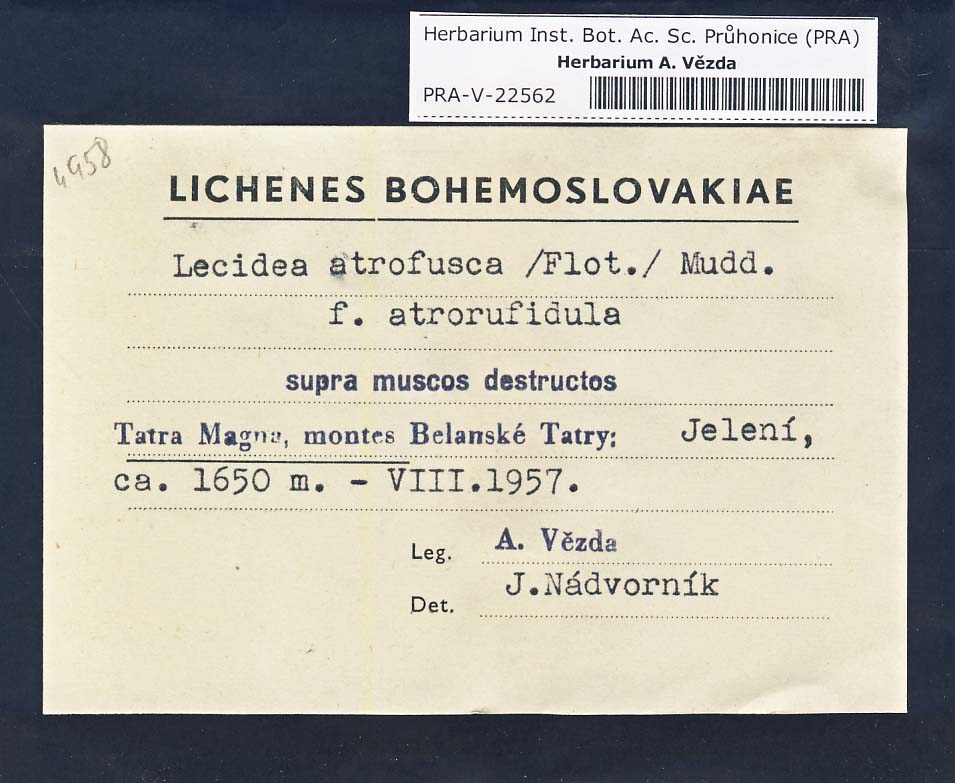 Herbarium Inst. Bot. Ac. Sc. Průhonice (PRA)
Herbarium A. Vězda
PRA-V-22562
4958
LICHENES BOHEMOSLOVAKIAE
Lecidea atrofusca /Flot./ Mudd.
f. atrorufidula
supra muscos destructos
Tatra Magna, montes Belanské Tatry: Jelení,
ca. 1650 m. - VIII.1957.
Leg. A. Vězda
Det. J.Nádvorník